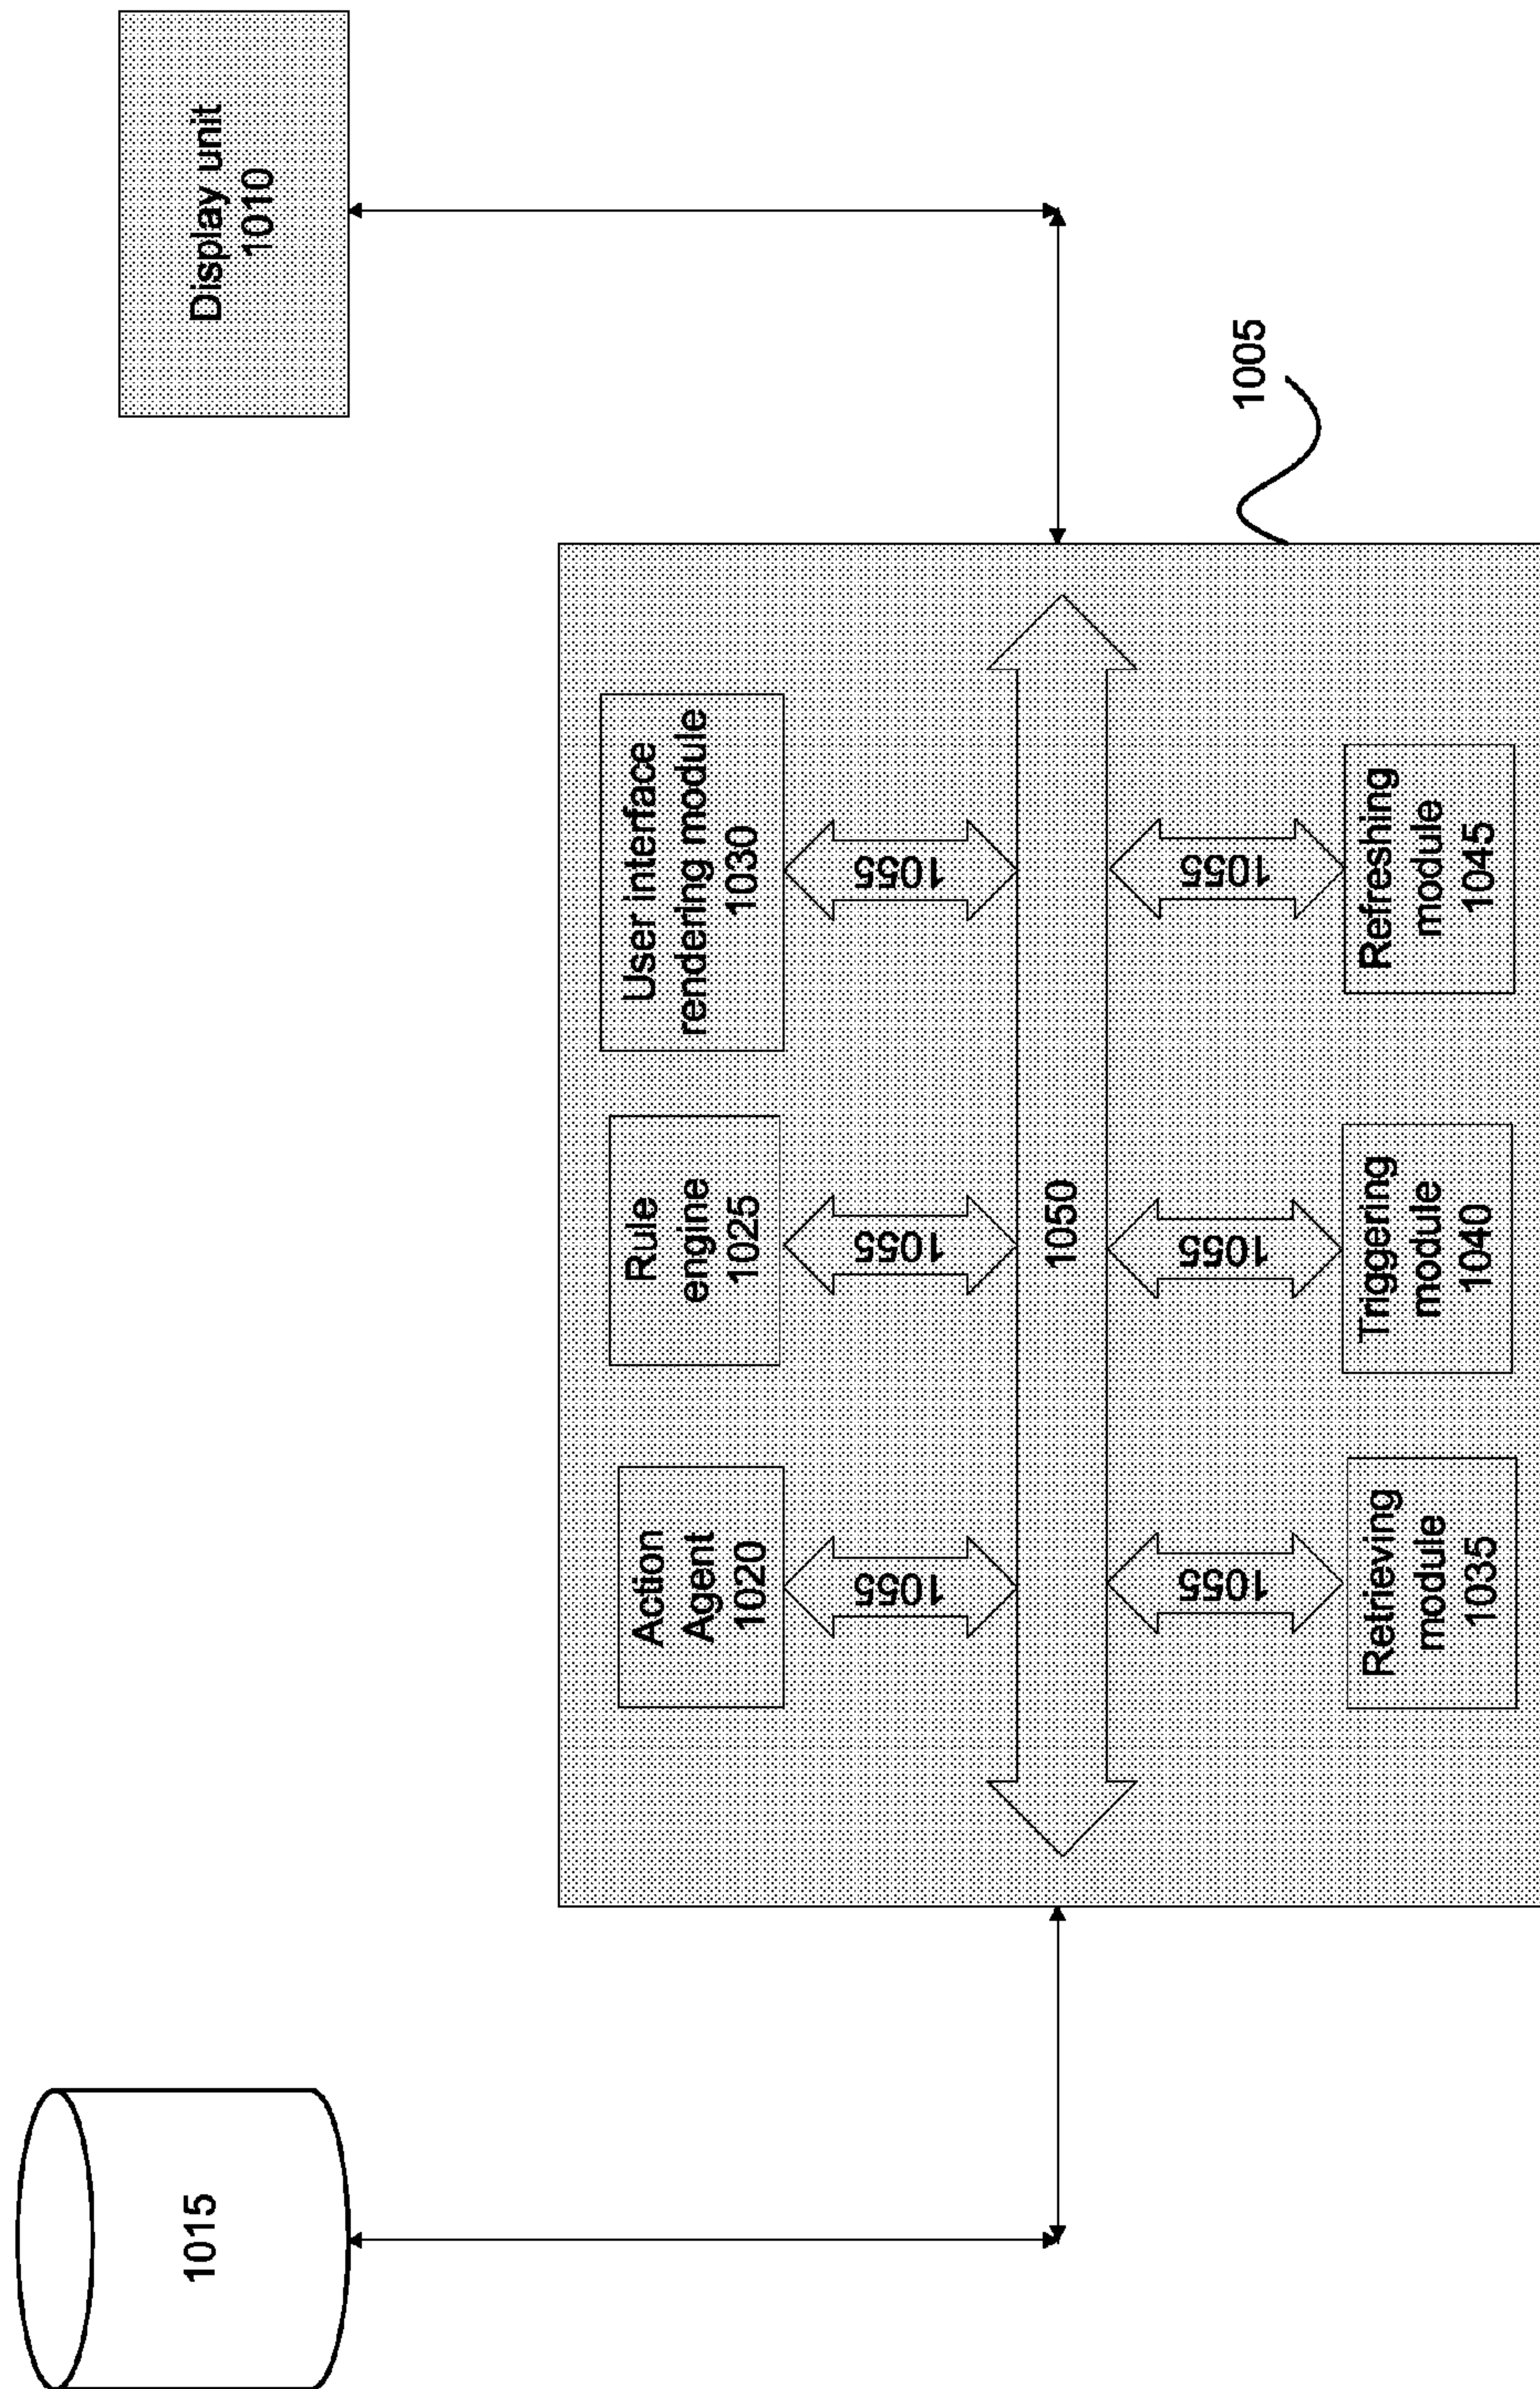 1015
Display unit
1010
1005
Action
Agent
1020
Rule
engine
1025
User interface
rendering module
1030
1055
1055
1055
1050
1055
1055
1055
Retrieving
module
1035
Triggering
module
1040
Refreshing
module
1045